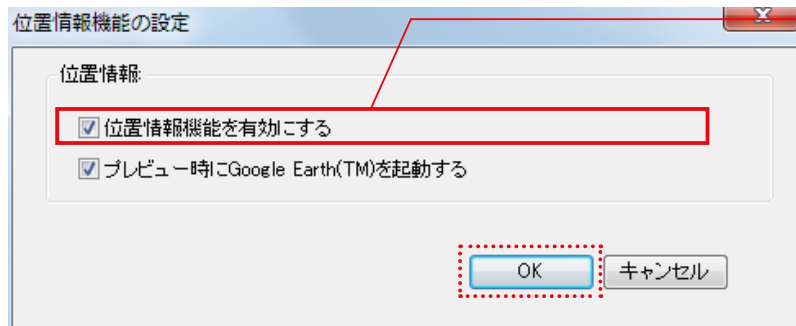 位置情報機能の設定
位置情報:
位置情報機能を有効にする
プレビュー時にGoogle Earth(TM)を起動する
OK
キャンセル